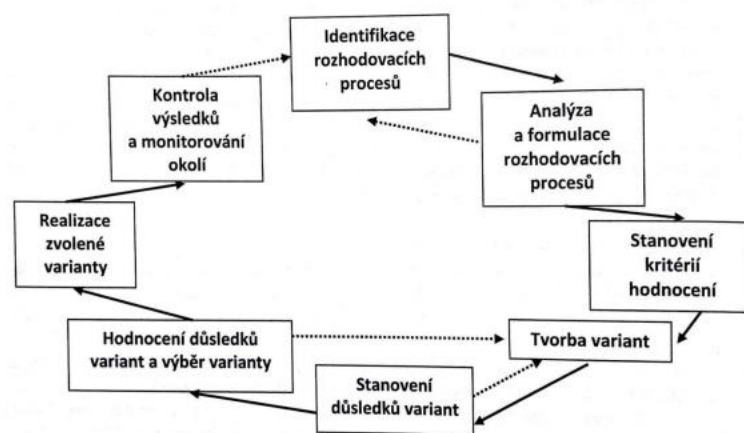 Identifikace
rozhodovacích
procesů
Analýza
a formulace
rozhodovacích
procesů
Stanovení
kritérií
hodnocení
Tvorba variant
Stanovení
důsledků variant
Hodnocení důsledků
variant a výběr varianty
Realizace
zvolené
varianty
Kontrola
výsledků
a monitorování
okolí